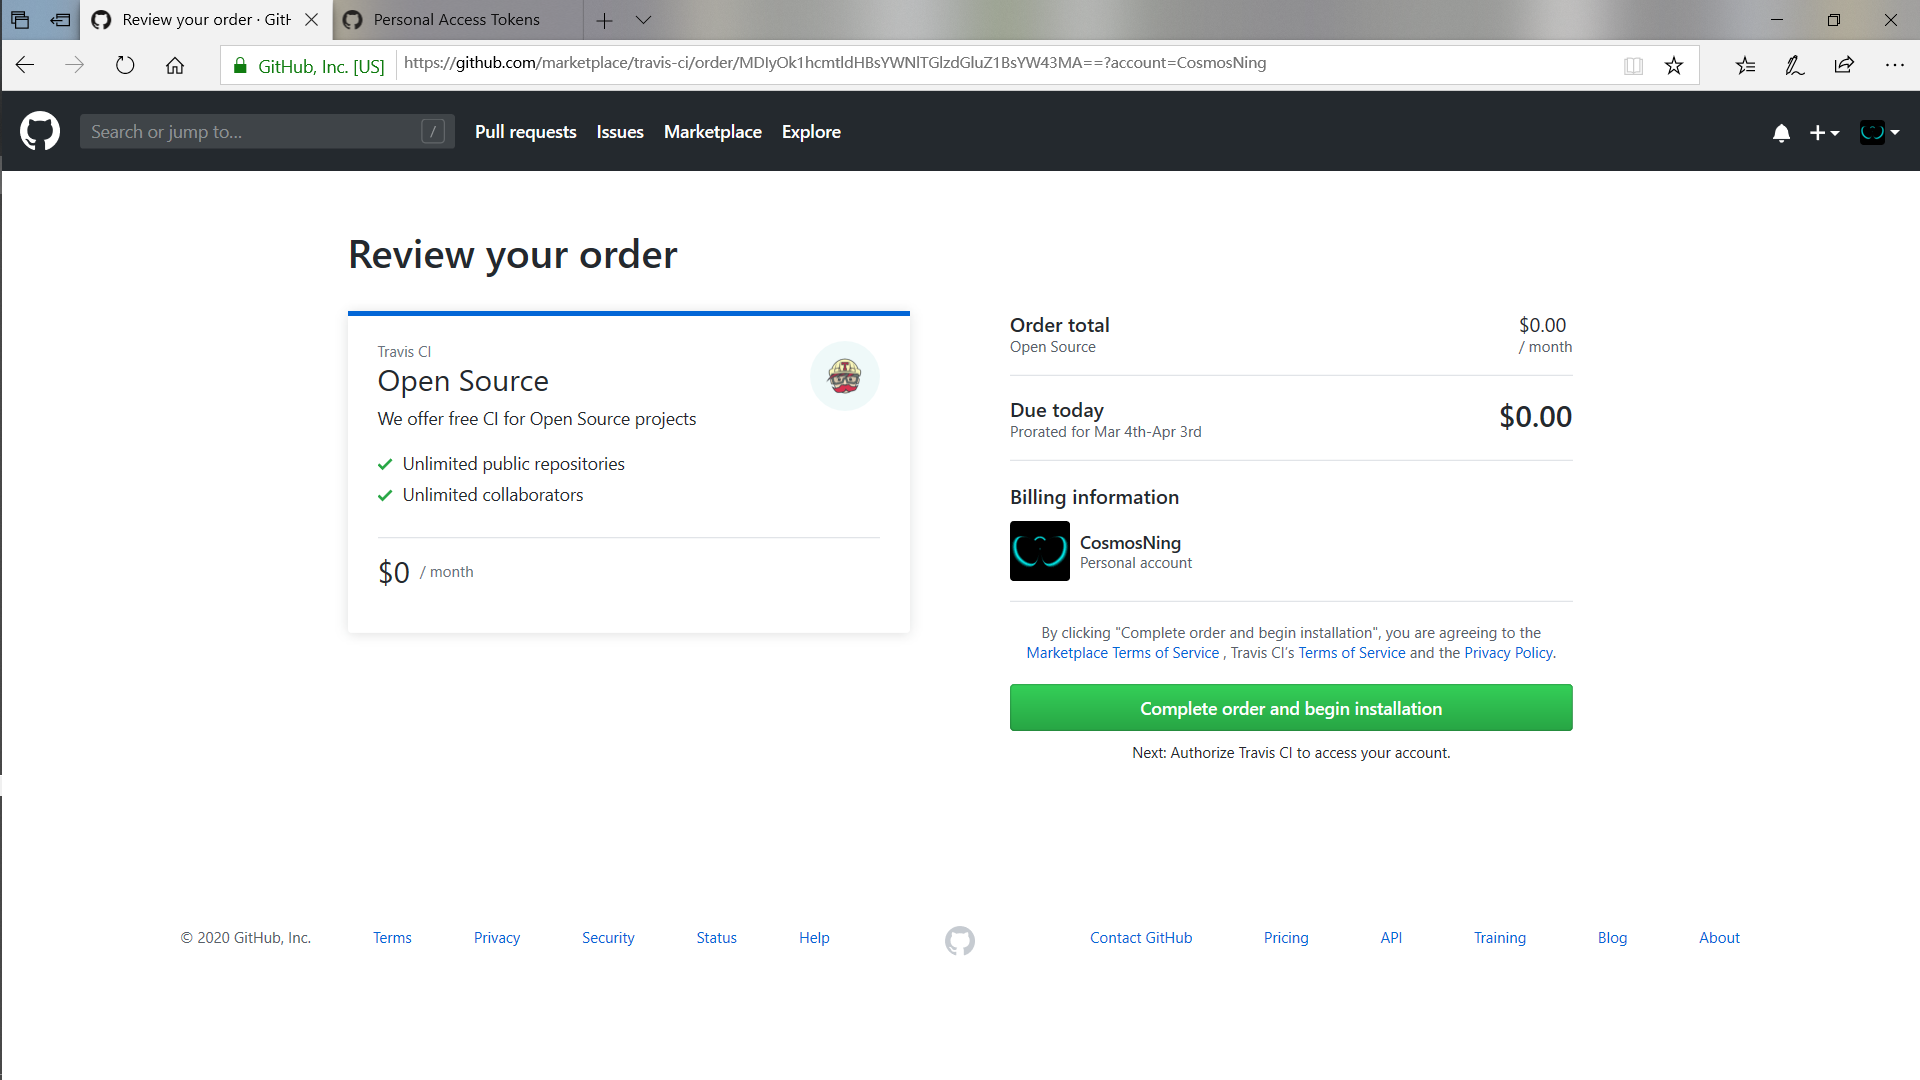 Review your order · GitH
Personal Access Tokens
GitHub, Inc. [US]
https://github.com/marketplace/travis-ci/order/MDIyOk1hcmtldHBsYWNlTGlzdGluZ1BsYW43MA==?account=CosmosNing
Search or jump to...
/
Pull requests
Issues
Marketplace
Explore
Review your order
Travis CI
Open Source
We offer free CI for Open Source projects
Unlimited public repositories
Unlimited collaborators
$0 / month
Order total
$0.00
Open Source
/ month
Due today
$0.00
Prorated for Mar 4th-Apr 3rd
Billing information
CosmosNing
Personal account
By clicking "Complete order and begin installation", you are agreeing to the
Marketplace Terms of Service , Travis CI's Terms of Service and the Privacy Policy.
Complete order and begin installation
Next: Authorize Travis CI to access your account.
© 2020 GitHub, Inc.
Terms
Privacy
Security
Status
Help
Contact GitHub
Pricing
API
Training
Blog
About